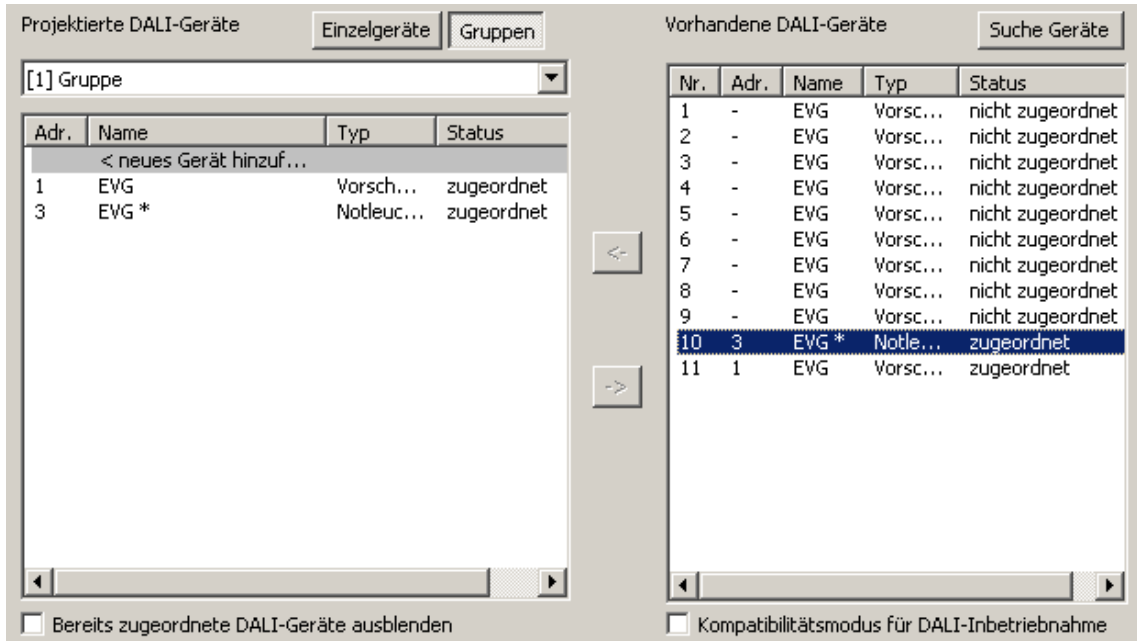 Projektierte DALI-Geräte
Einzelgeräte
Gruppen
[1] Gruppe
Adr. Name Typ Status
< neues Gerät hinzuf...
1 EVG Vorsch... zugeordnet
3 EVG * Notleuc... zugeordnet
Bereits zugeordnete DALI-Geräte ausblenden
<-
->
Vorhandene DALI-Geräte
Suche Geräte
Nr. Adr. Name Typ Status
1 - EVG Vorsc... nicht zugeordnet
2 - EVG Vorsc... nicht zugeordnet
3 - EVG Vorsc... nicht zugeordnet
4 - EVG Vorsc... nicht zugeordnet
5 - EVG Vorsc... nicht zugeordnet
6 - EVG Vorsc... nicht zugeordnet
7 - EVG Vorsc... nicht zugeordnet
8 - EVG Vorsc... nicht zugeordnet
9 - EVG Vorsc... nicht zugeordnet
10 3 EVG * Notle... zugeordnet
11 1 EVG Vorsc... zugeordnet
Kompatibilitätsmodus für DALI-Inbetriebnahme